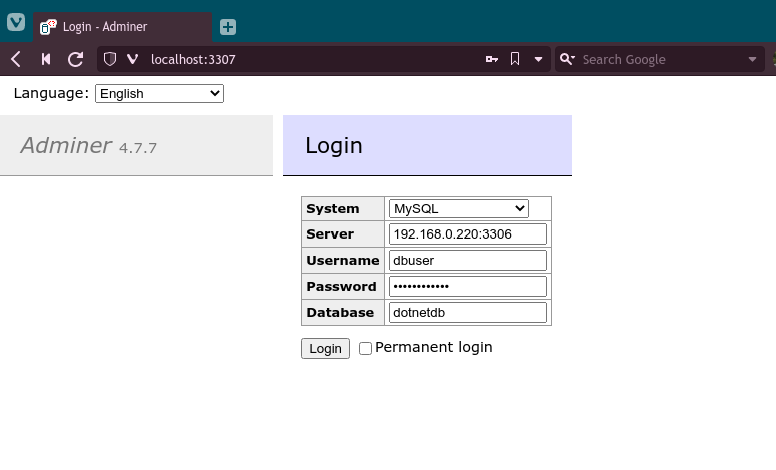 Login - Adminer
localhost:3307
Search Google
Language: English
Adminer 4.7.7
Login
System MySQL
Server 192.168.0.220:3306
Username dbuser
Password ••••••••••••
Database dotnetdb
Login Permanent login